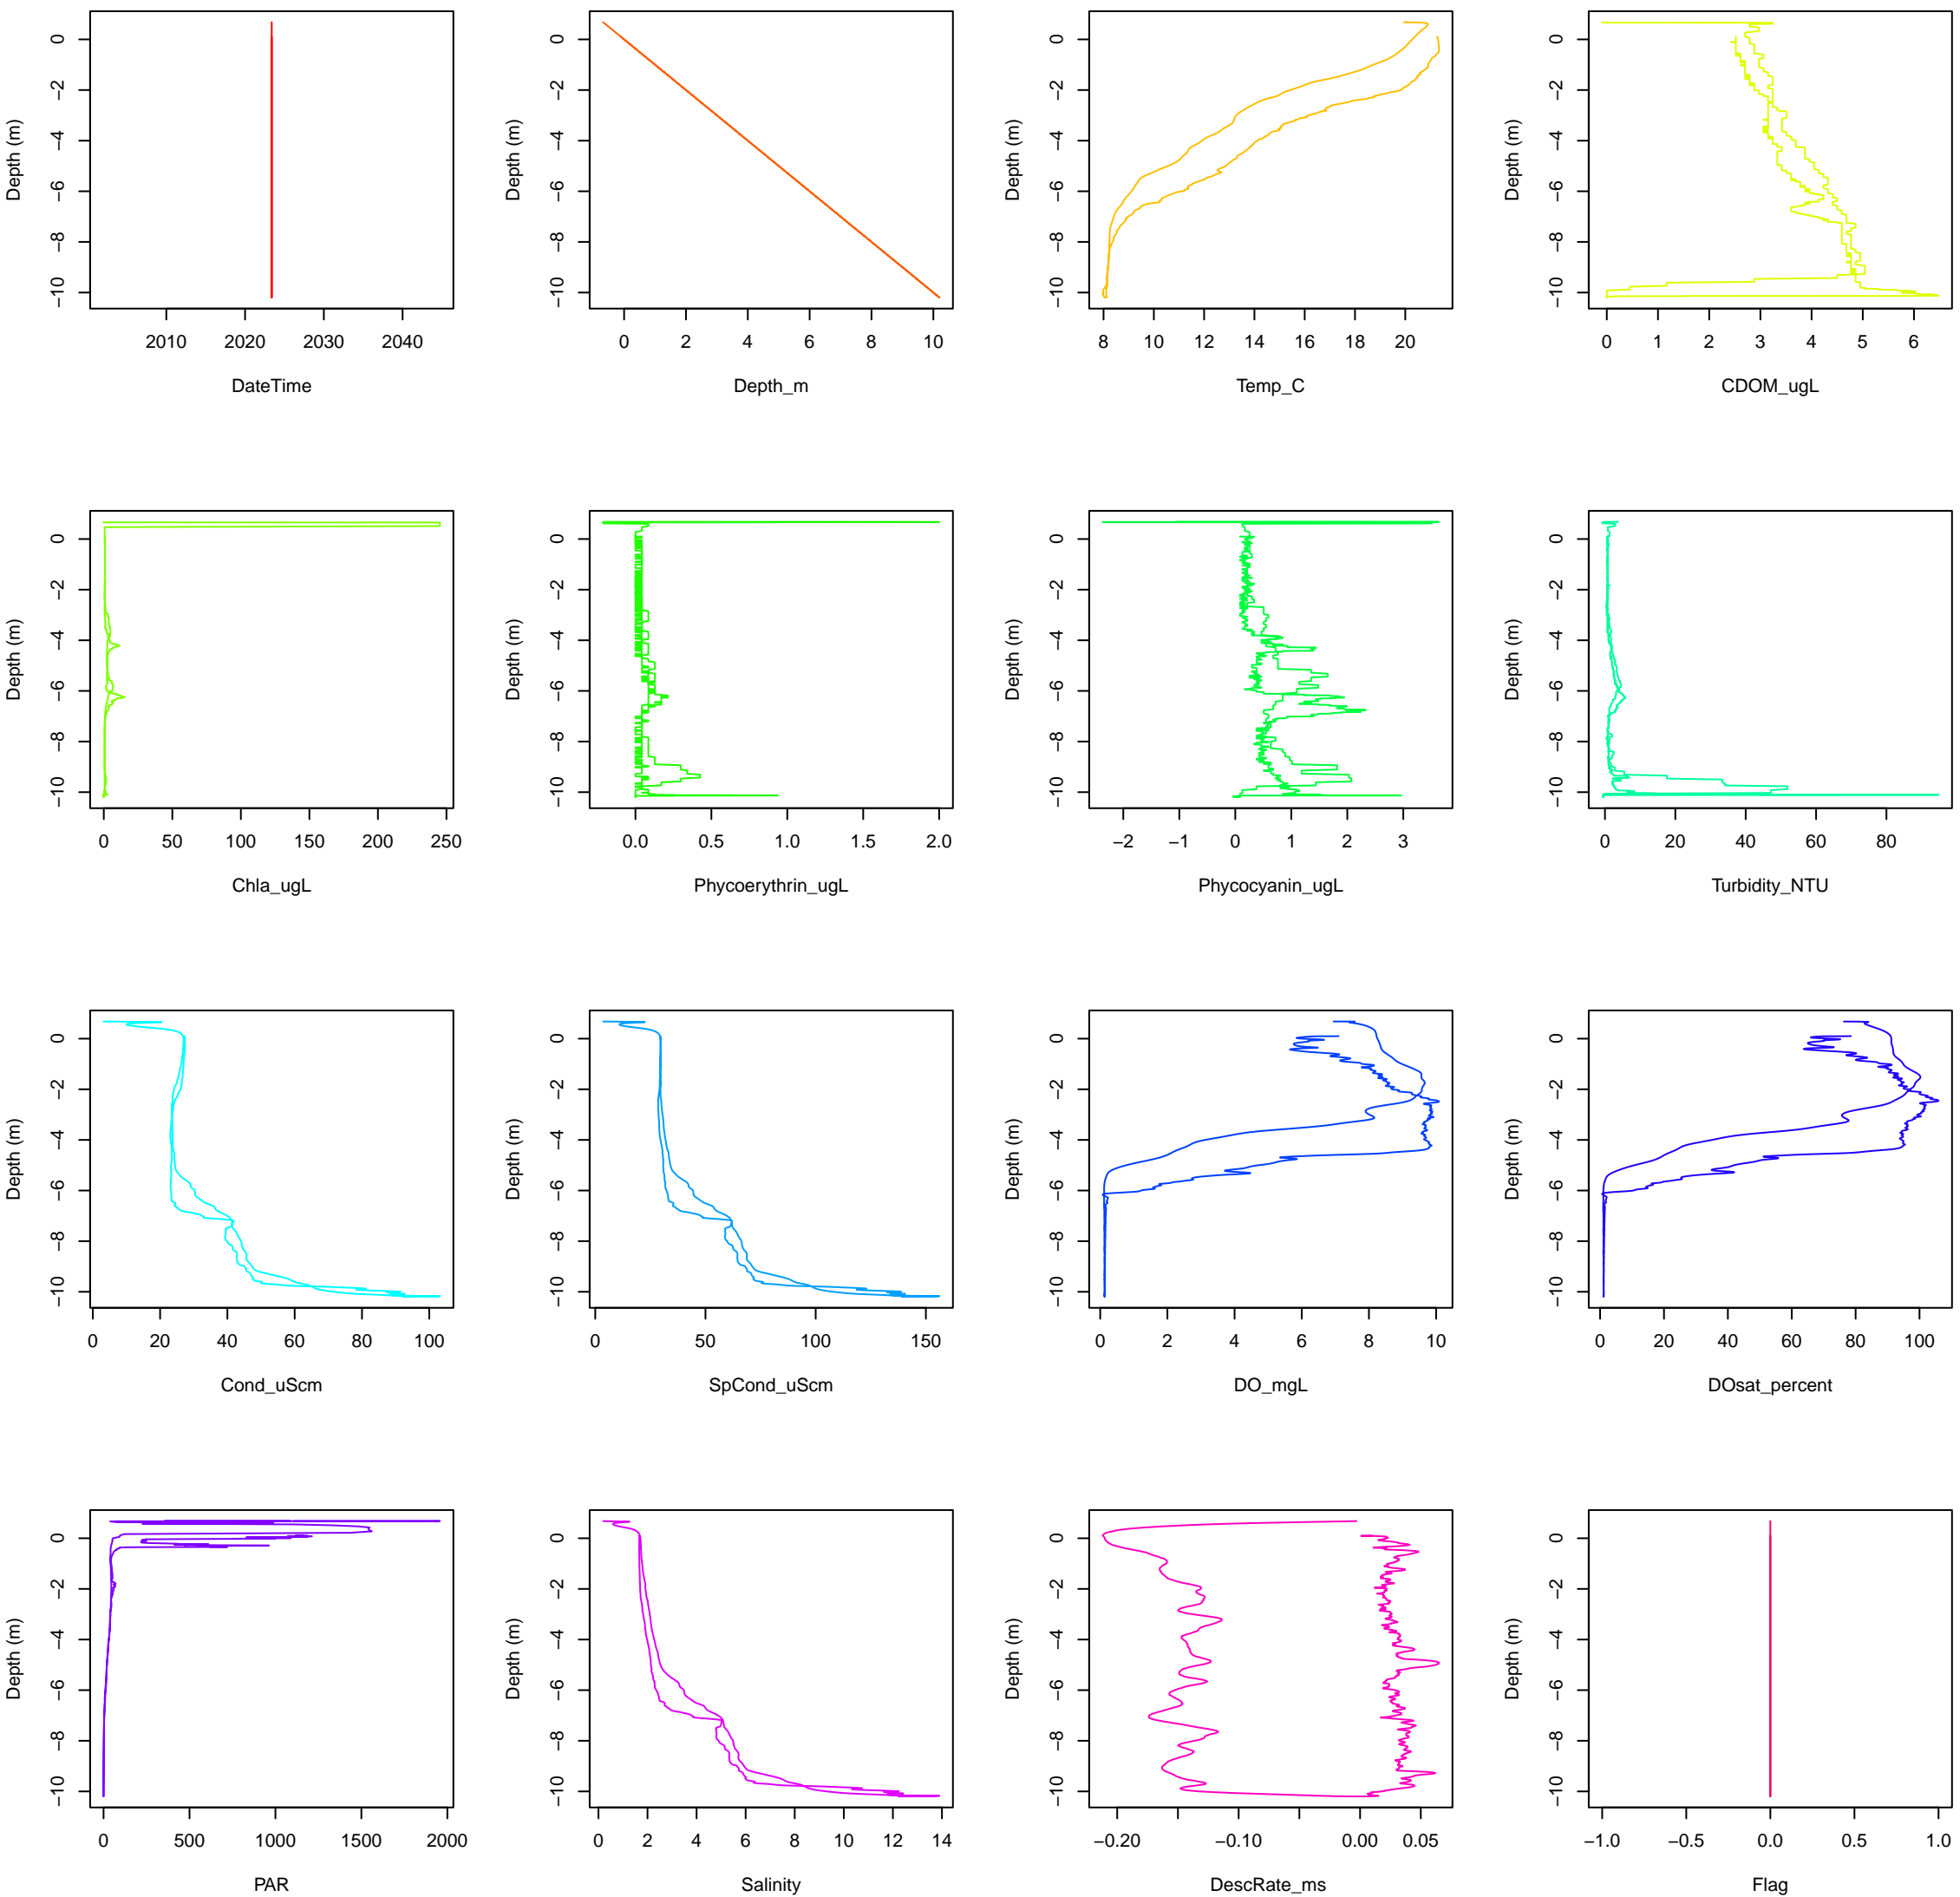 Depth (m) Depth (m) Depth (m) Depth (m)
0 0 0 0
−2 −2 −2 −2
−4 −4 −4 −4
−6 −6 −6 −6
−8 −8 −8 −8
−10 −10 −10 −10
2010 2020 2030 2040 0 2 4 6 8 10 8 10 12 14 16 18 20 0 1 2 3 4 5 6
DateTime Depth_m Temp_C CDOM_ugL
Depth (m) Depth (m) Depth (m) Depth (m)
0 0 0 0
−2 −2 −2 −2
−4 −4 −4 −4
−6 −6 −6 −6
−8 −8 −8 −8
−10 −10 −10 −10
0 50 100 150 200 250 0.0 0.5 1.0 1.5 2.0 −2 −1 0 1 2 3 0 20 40 60 80
Chla_ugL Phycoerythrin_ugL Phycocyanin_ugL Turbidity_NTU
Depth (m) Depth (m) Depth (m) Depth (m)
0 0 0 0
−2 −2 −2 −2
−4 −4 −4 −4
−6 −6 −6 −6
−8 −8 −8 −8
−10 −10 −10 −10
0 20 40 60 80 100 0 50 100 150 0 2 4 6 8 10 0 20 40 60 80 100
Cond_uScm SpCond_uScm DO_mgL DOsat_percent
Depth (m) Depth (m) Depth (m) Depth (m)
0 0 0 0
−2 −2 −2 −2
−4 −4 −4 −4
−6 −6 −6 −6
−8 −8 −8 −8
−10 −10 −10 −10
0 500 1000 1500 2000 0 2 4 6 8 10 12 14 −0.20 −0.10 0.00 0.05 −1.0 −0.5 0.0 0.5 1.0
PAR Salinity DescRate_ms Flag